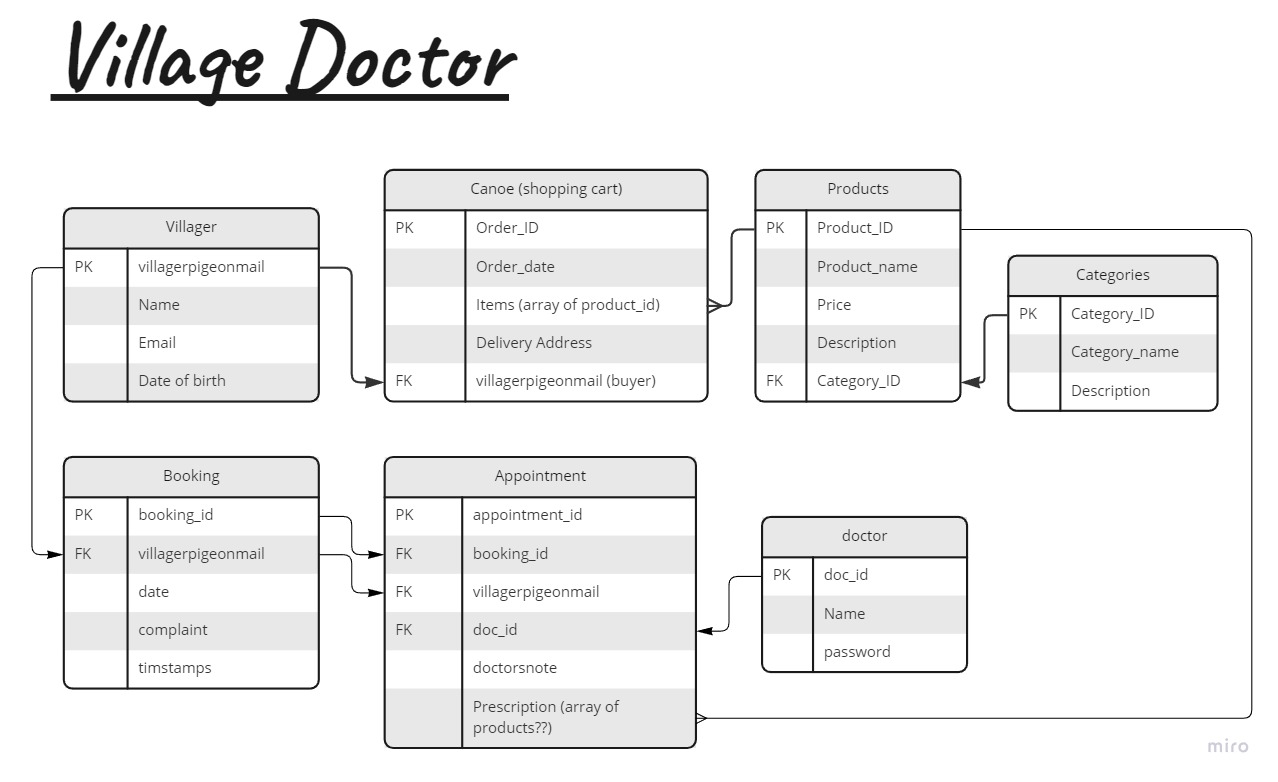 Village Doctor
Villager
PK villagerpigeonmail
Name
Email
Date of birth
Canoe (shopping cart)
PK Order_ID
Order_date
Items (array of product_id)
Delivery Address
FK villagerpigeonmail (buyer)
Products
PK Product_ID
Product_name
Price
Description
FK Category_ID
Categories
PK Category_ID
Category_name
Description
Booking
PK booking_id
FK villagerpigeonmail
date
complaint
timstamps
Appointment
PK appointment_id
FK booking_id
FK villagerpigeonmail
FK doc_id
doctorsnote
Prescription (array of
products??)
doctor
PK doc_id
Name
password
miro